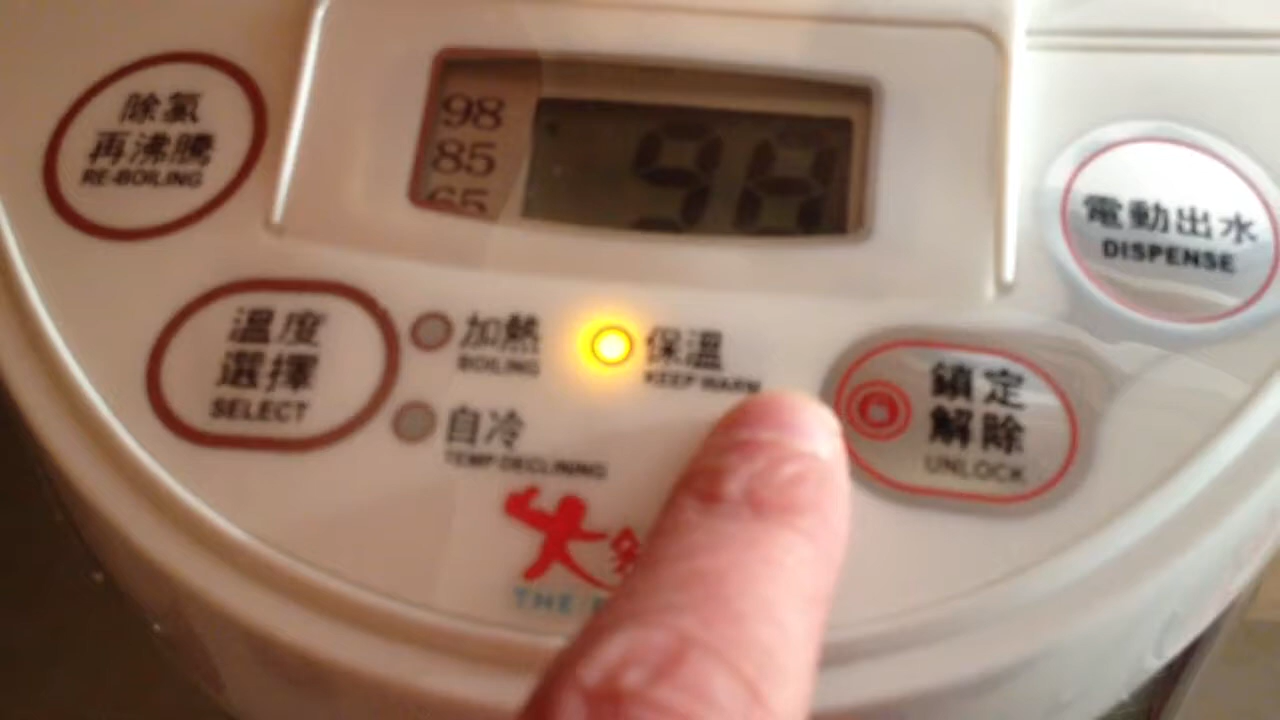 98
85
65
98
除氯
再沸騰
RE-BOILING
電動出水
DISPENSE
溫度
選擇
SELECT
加熱
BOILING
保溫
KEEP WARM
自冷
TEMP.DECLINING
鎖定
解除
UNLOCK
THE